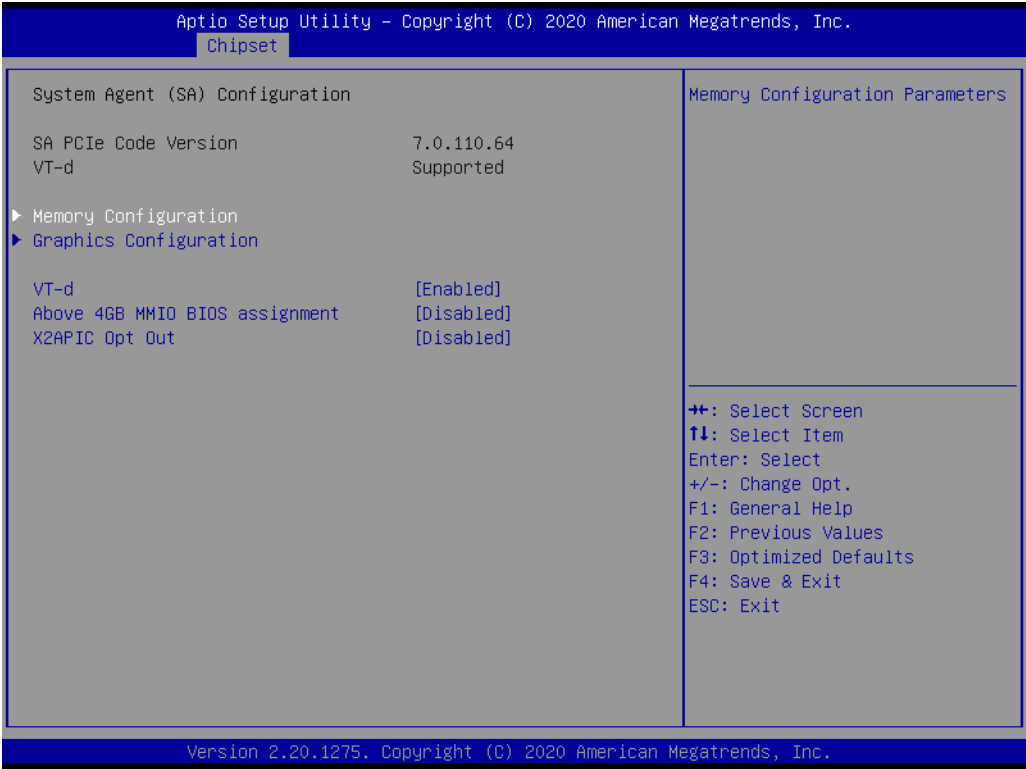 Aptio Setup Utility – Copyright (C) 2020 American Megatrends, Inc.
Chipset
System Agent (SA) Configuration
Memory Configuration Parameters
SA PCIe Code Version 7.0.110.64
VT-d Supported
Memory Configuration
Graphics Configuration
VT-d [Enabled]
Above 4GB MMIO BIOS assignment [Disabled]
X2APIC Opt Out [Disabled]
→←: Select Screen
↑↓: Select Item
Enter: Select
+/-: Change Opt.
F1: General Help
F2: Previous Values
F3: Optimized Defaults
F4: Save & Exit
ESC: Exit
Version 2.20.1275. Copyright (C) 2020 American Megatrends, Inc.